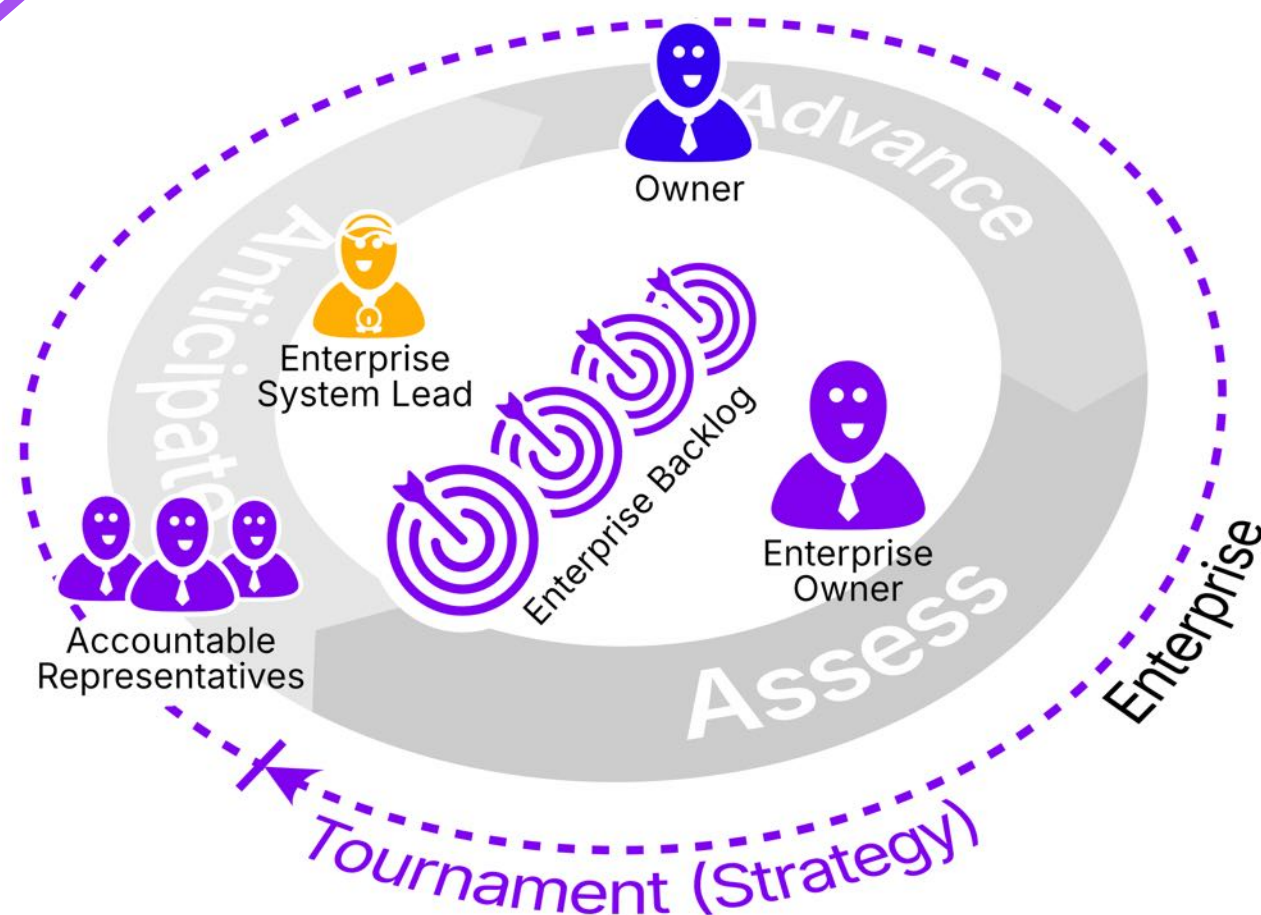 Advance
Owner
Anticipate
Enterprise
System Lead
Enterprise Backlog
Enterprise
Owner
Accountable
Representatives
Assess
Enterprise
Tournament (Strategy)